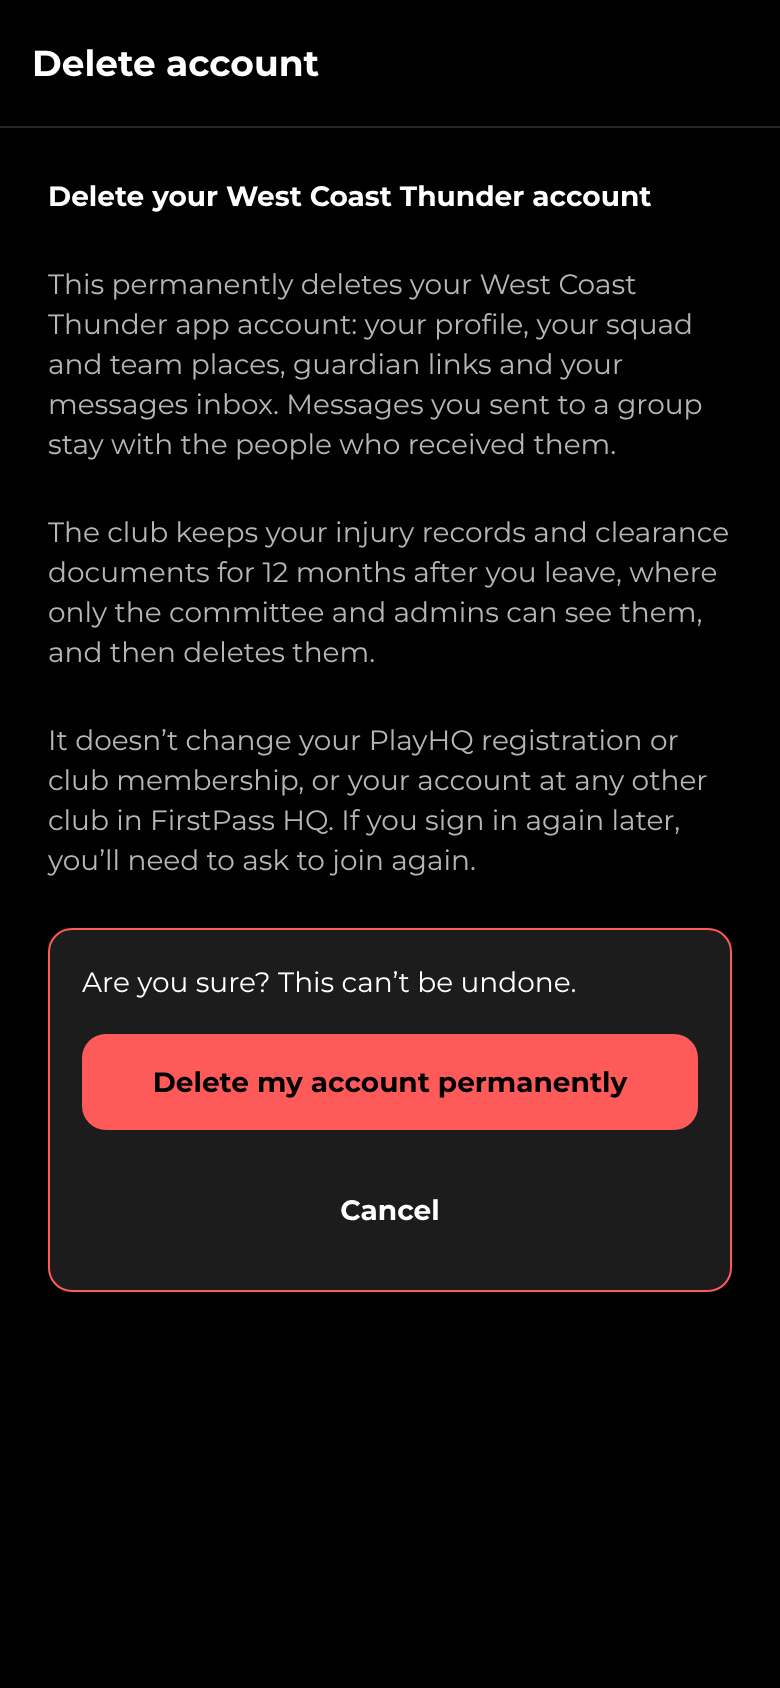 Delete account
Delete your West Coast Thunder account
This permanently deletes your West Coast
Thunder app account: your profile, your squad
and team places, guardian links and your
messages inbox. Messages you sent to a group
stay with the people who received them.
The club keeps your injury records and clearance
documents for 12 months after you leave, where
only the committee and admins can see them,
and then deletes them.
It doesn’t change your PlayHQ registration or
club membership, or your account at any other
club in FirstPass HQ. If you sign in again later,
you’ll need to ask to join again.
Are you sure? This can’t be undone.
Delete my account permanently
Cancel